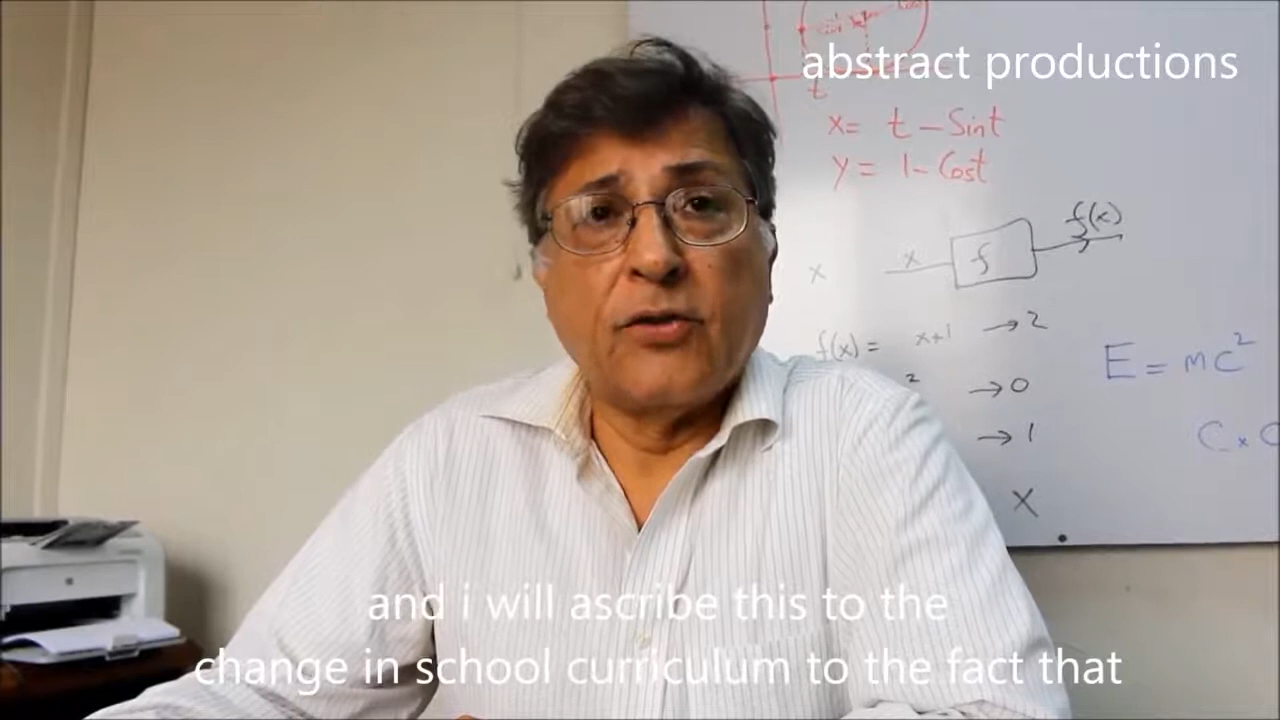 abstract productions
t
x= t - Sint
y= 1 - Cost
f(x)
x f
x
f(x) = x+1 → 2
E = mc²
2 → 0
→ 1
C x
X
and i will ascribe this to the
change in school curriculum to the fact that